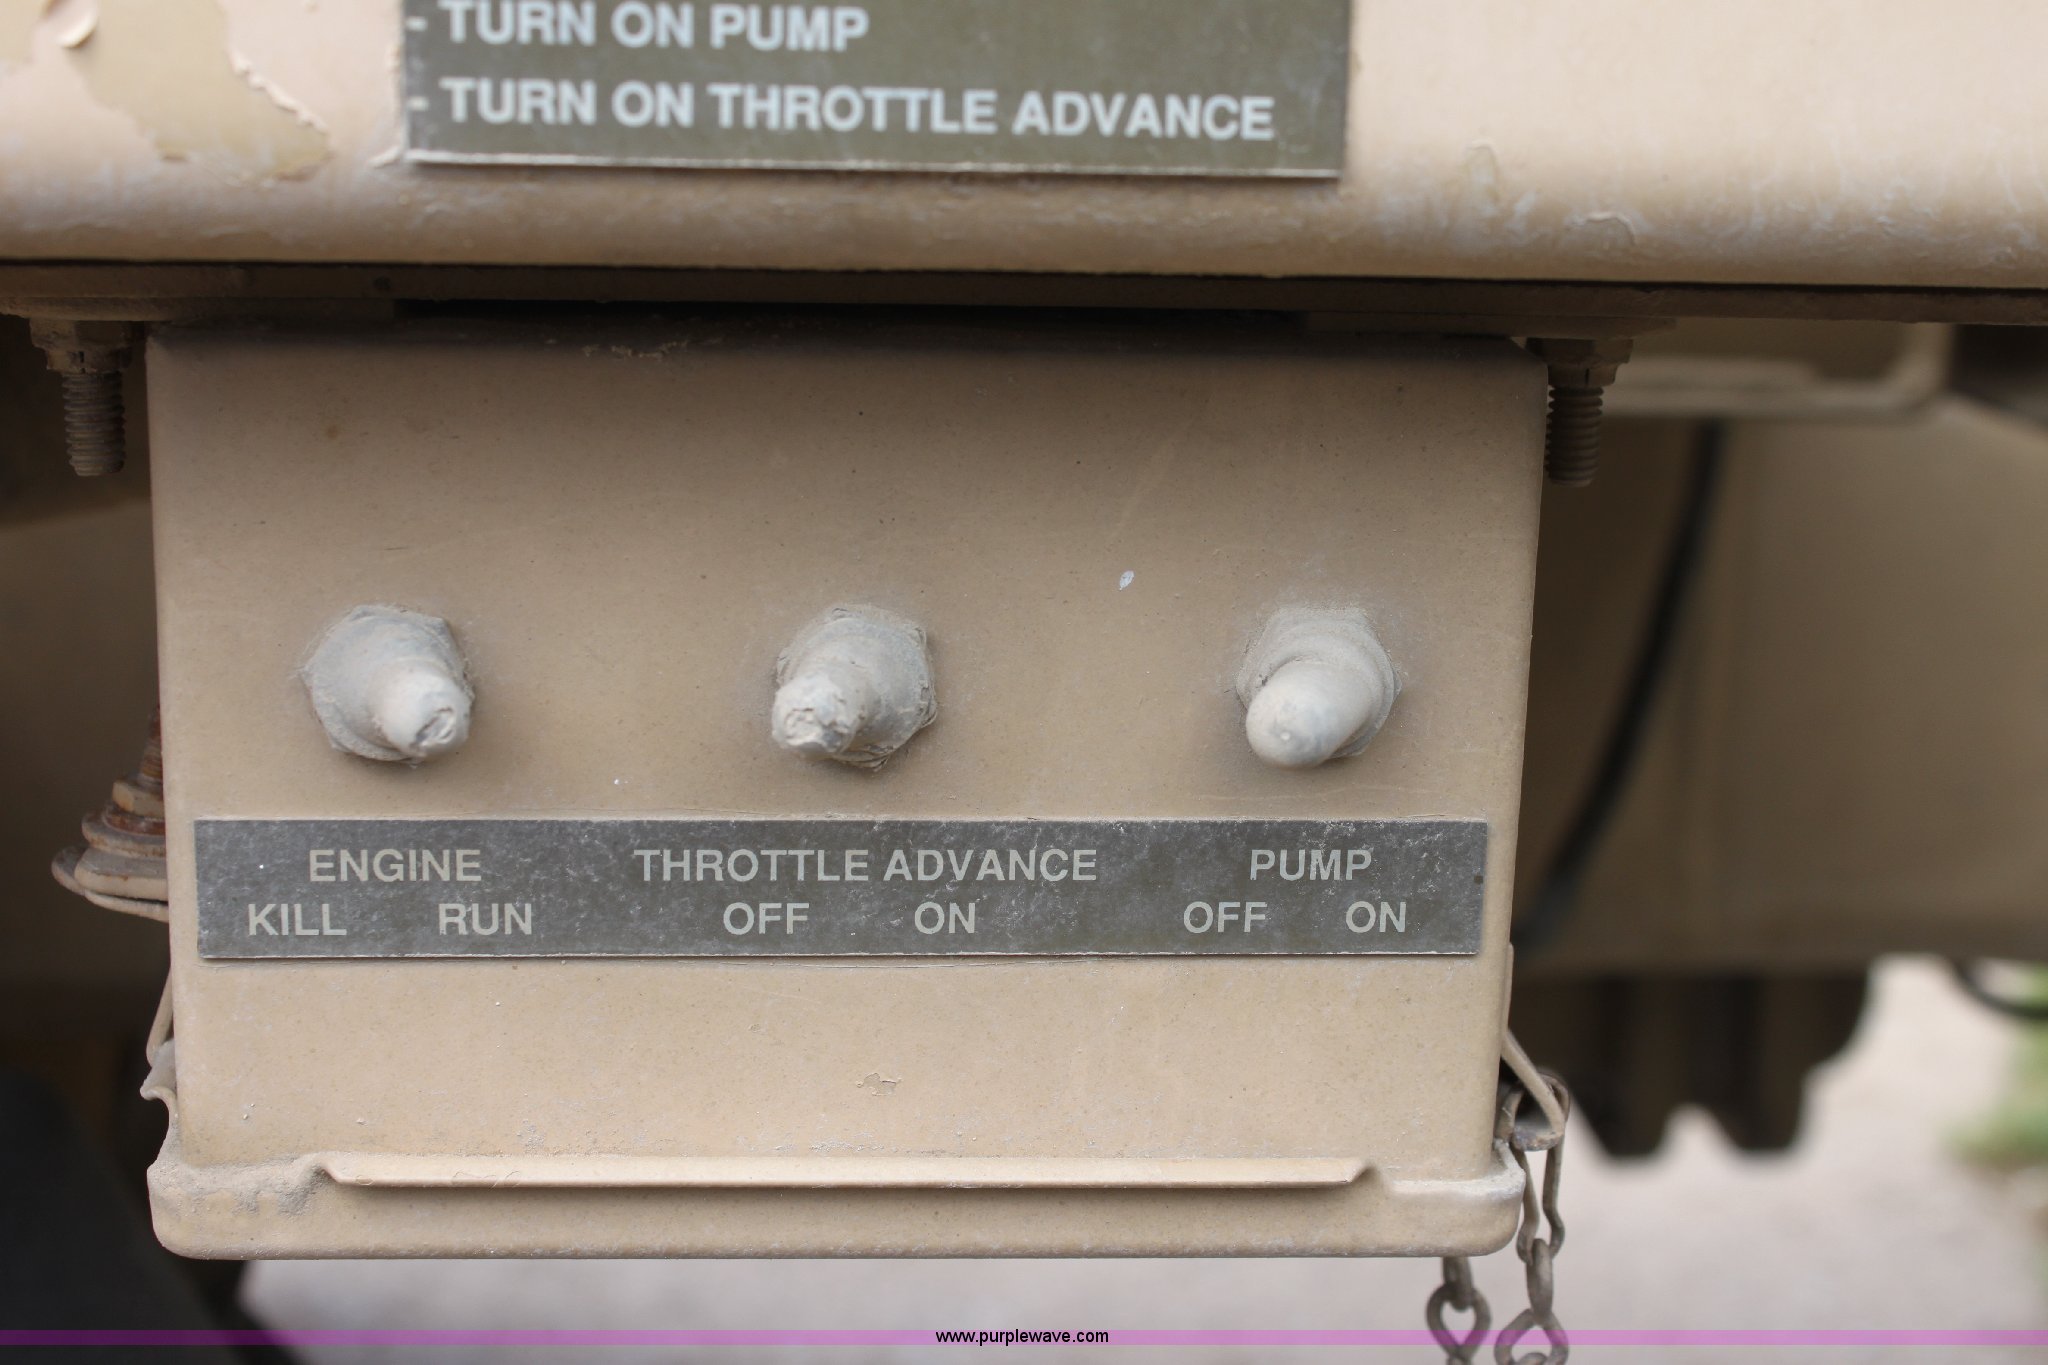 - TURN ON PUMP
- TURN ON THROTTLE ADVANCE
ENGINE THROTTLE ADVANCE PUMP
KILL RUN OFF ON OFF ON
www.purplewave.com